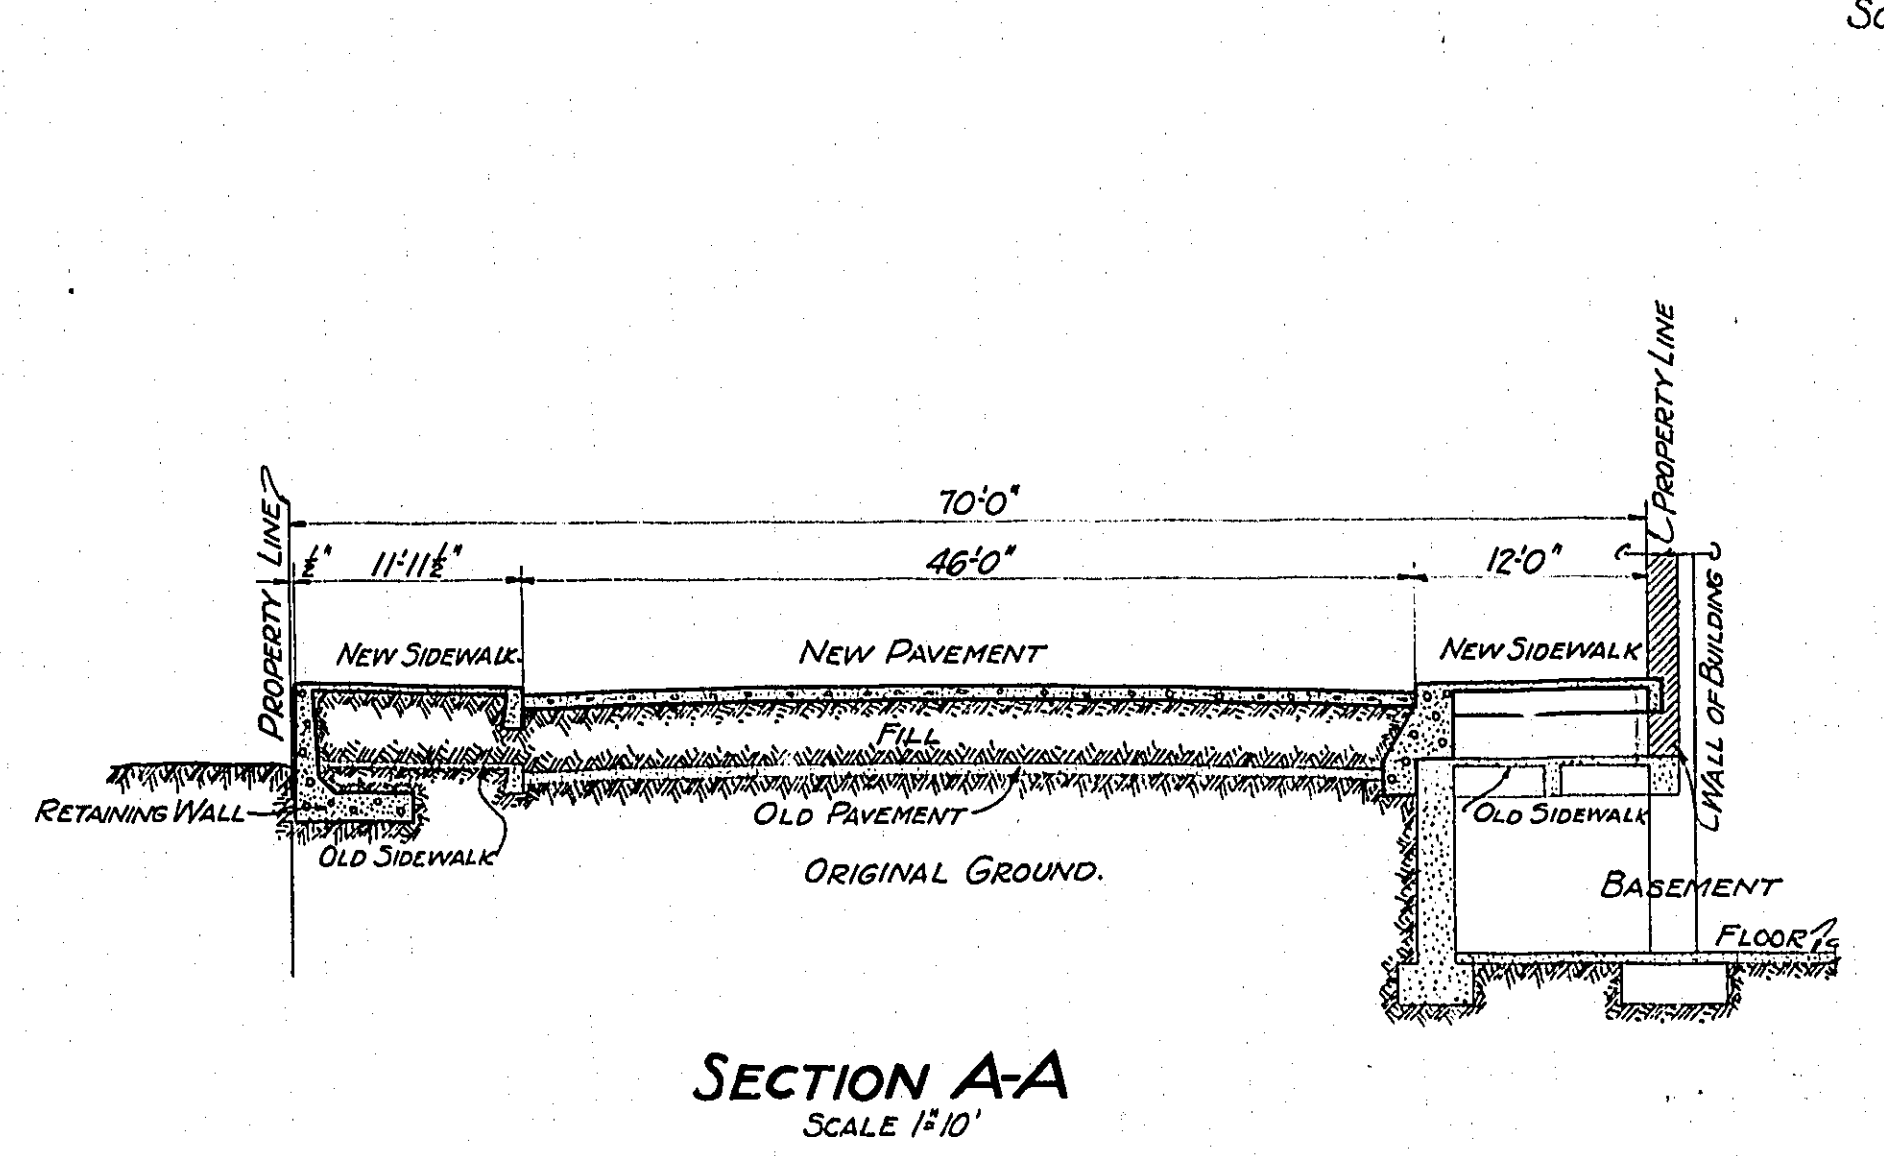 So
PROPERTY LINE
PROPERTY LINE
70'-0"
½"
11'-11½"
46'-0"
12'-0"
NEW SIDEWALK.
NEW PAVEMENT
NEW SIDEWALK
WALL OF BUILDING
FILL
RETAINING WALL
OLD SIDEWALK
OLD PAVEMENT
OLD SIDEWALK
ORIGINAL GROUND.
BASEMENT
FLOOR
SECTION A-A
SCALE 1"=10'